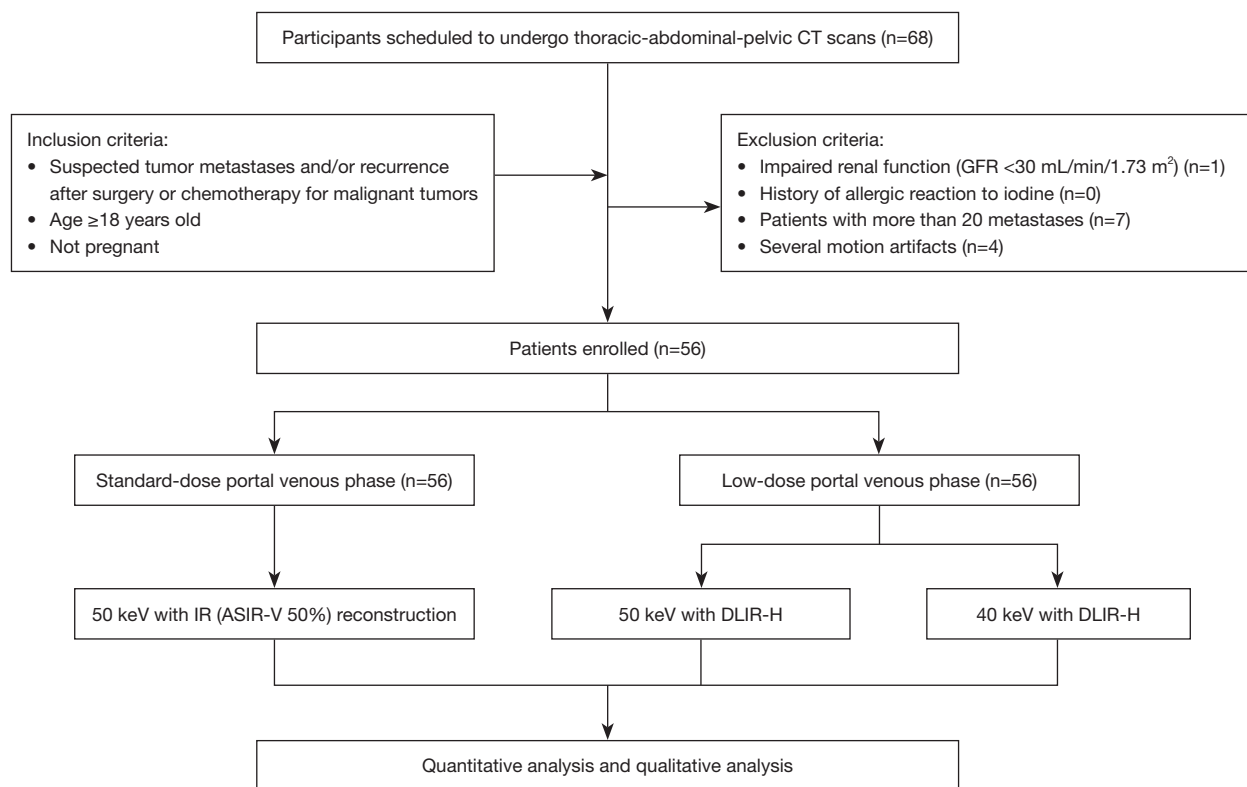 Participants scheduled to undergo thoracic-abdominal-pelvic CT scans (n=68)
Inclusion criteria:
• Suspected tumor metastases and/or recurrence
after surgery or chemotherapy for malignant tumors
• Age ≥18 years old
• Not pregnant
Exclusion criteria:
• Impaired renal function (GFR <30 mL/min/1.73 m²) (n=1)
• History of allergic reaction to iodine (n=0)
• Patients with more than 20 metastases (n=7)
• Several motion artifacts (n=4)
Patients enrolled (n=56)
Standard-dose portal venous phase (n=56)
Low-dose portal venous phase (n=56)
50 keV with IR (ASIR-V 50%) reconstruction
50 keV with DLIR-H
40 keV with DLIR-H
Quantitative analysis and qualitative analysis